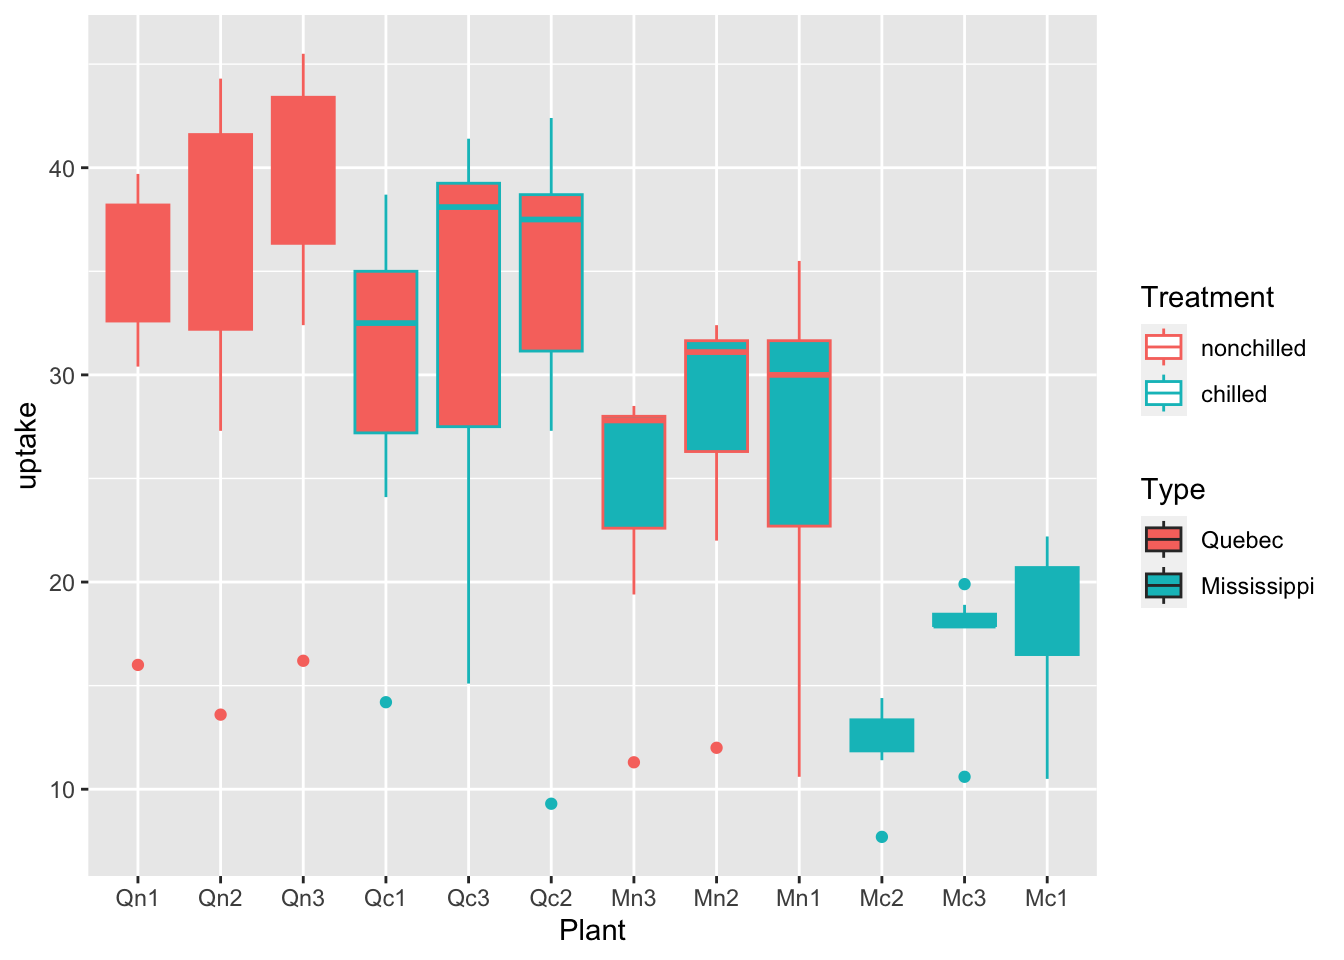 uptake
40
30
20
10
Qn1 Qn2 Qn3 Qc1 Qc3 Qc2 Mn3 Mn2 Mn1 Mc2 Mc3 Mc1
Plant
Treatment
nonchilled
chilled
Type
Quebec
Mississippi